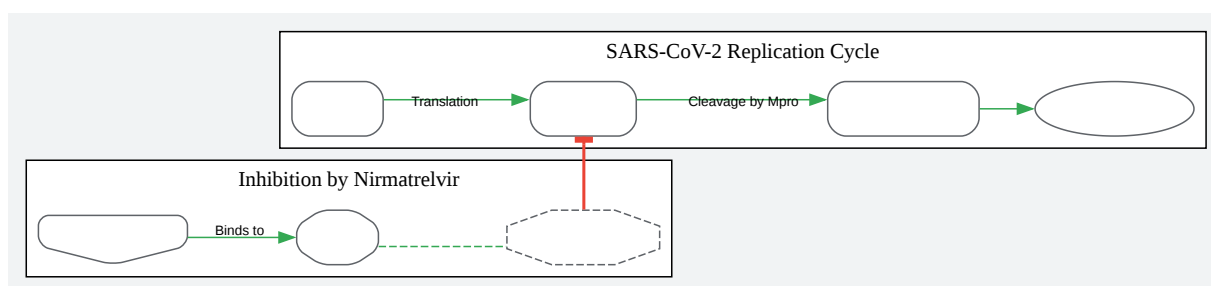 SARS-CoV-2 Replication Cycle
Translation
Cleavage by Mpro
Inhibition by Nirmatrelvir
Binds to